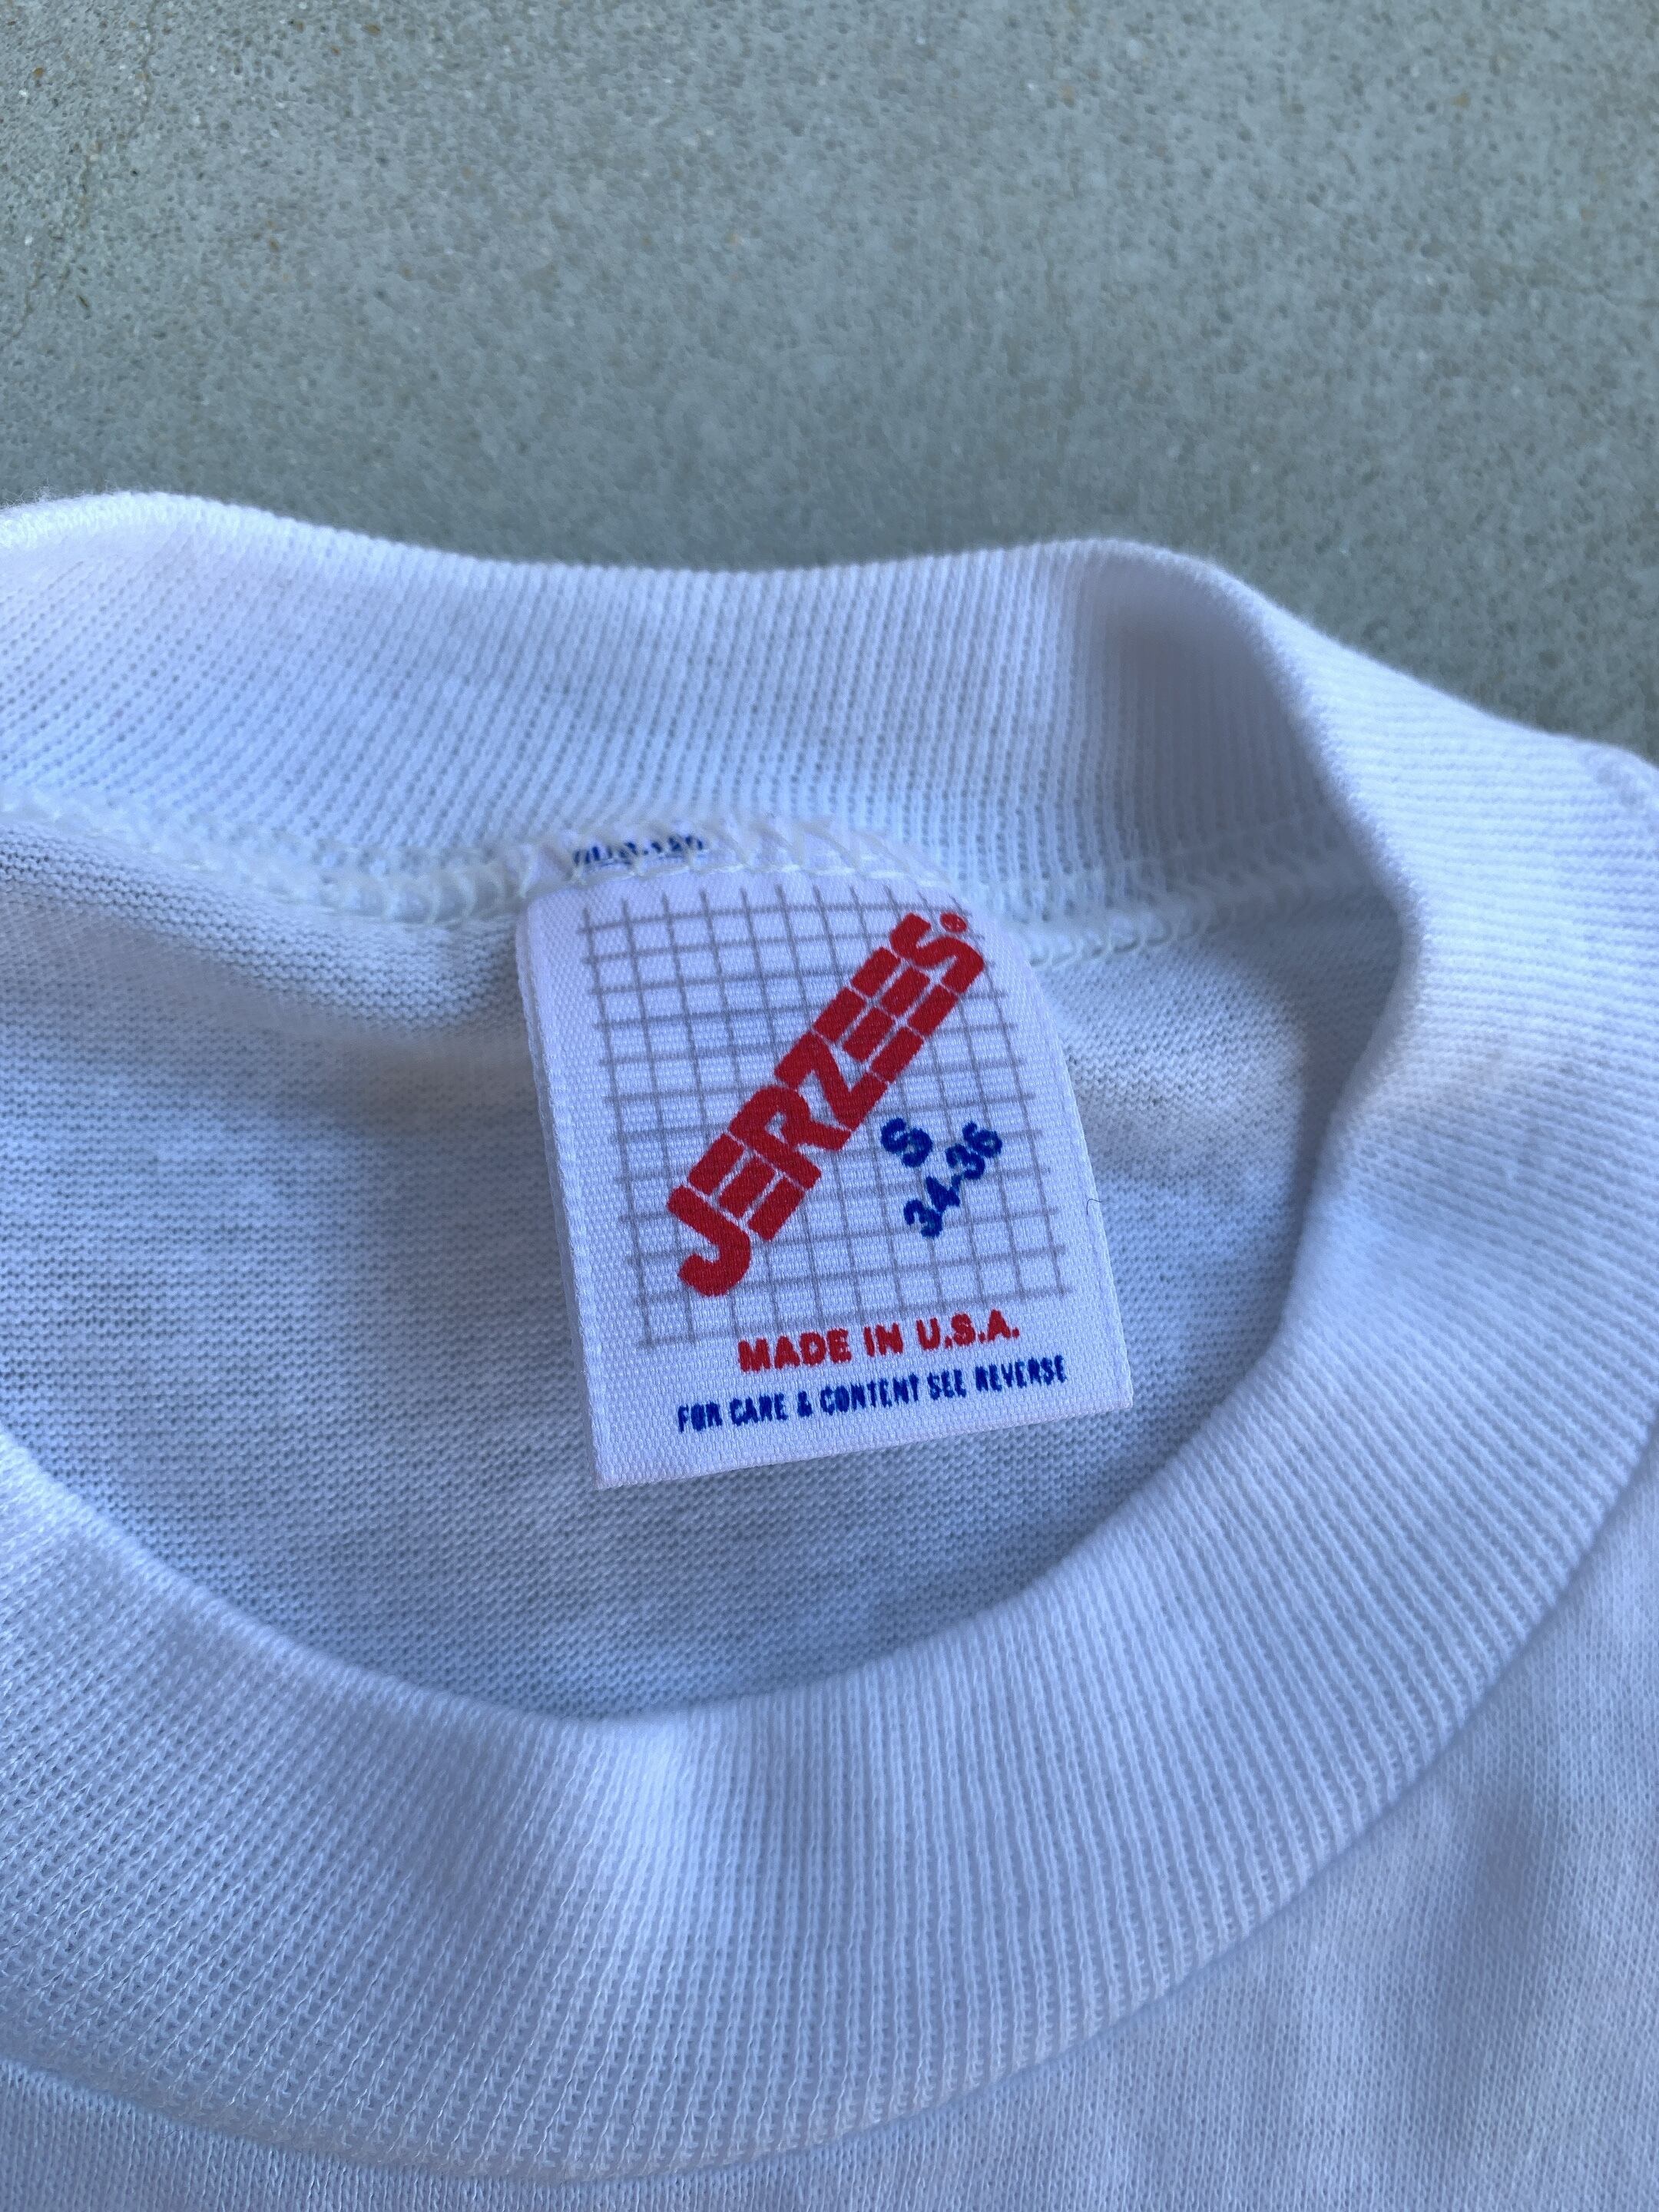 JERZEES®
S
34-36
MADE IN U.S.A.
FOR CARE & CONTENT SEE REVERSE